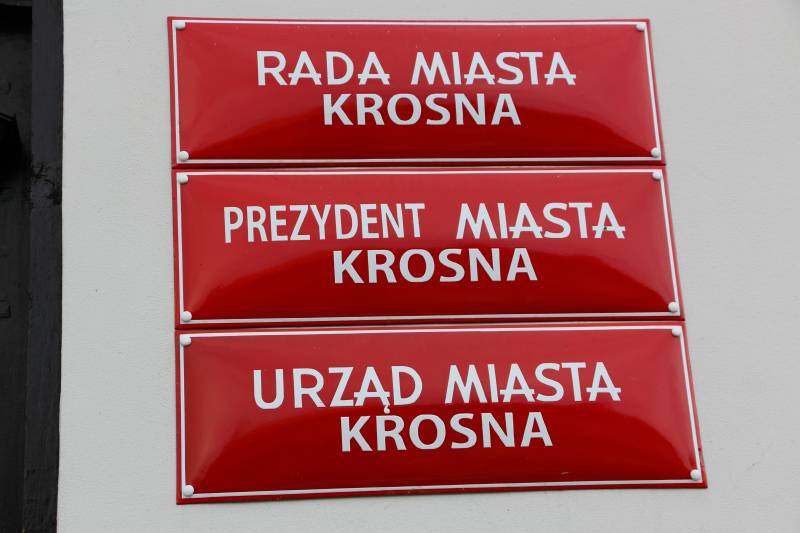 RADA MIASTA
KROSNA
PREZYDENT MIASTA
KROSNA
URZĄD MIASTA
KROSNA